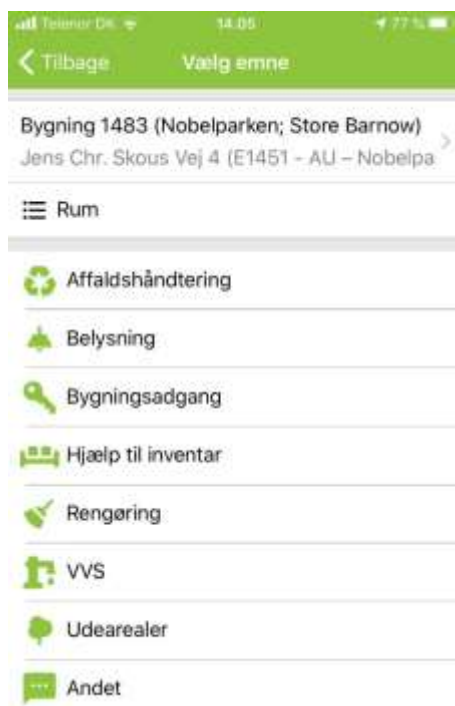 Telenor DK 14.05 77 %
Tilbage Vælg emne
Bygning 1483 (Nobelparken; Store Barnow)
Jens Chr. Skous Vej 4 (E1451 - AU – Nobelpa
Rum
Affaldshåndtering
Belysning
Bygningsadgang
Hjælp til inventar
Rengøring
VVS
Udearealer
Andet